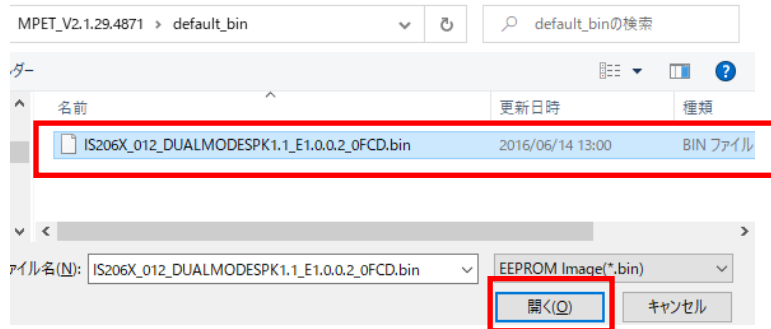 MPET_V2.1.29.4871 › default_bin
default_binの検索
ルダー
名前 更新日時 種類
IS206X_012_DUALMODESPK1.1_E1.0.0.2_0FCD.bin 2016/06/14 13:00 BIN ファイル
ァイル名(N): IS206X_012_DUALMODESPK1.1_E1.0.0.2_0FCD.bin EEPROM Image(*.bin)
開く(O) キャンセル